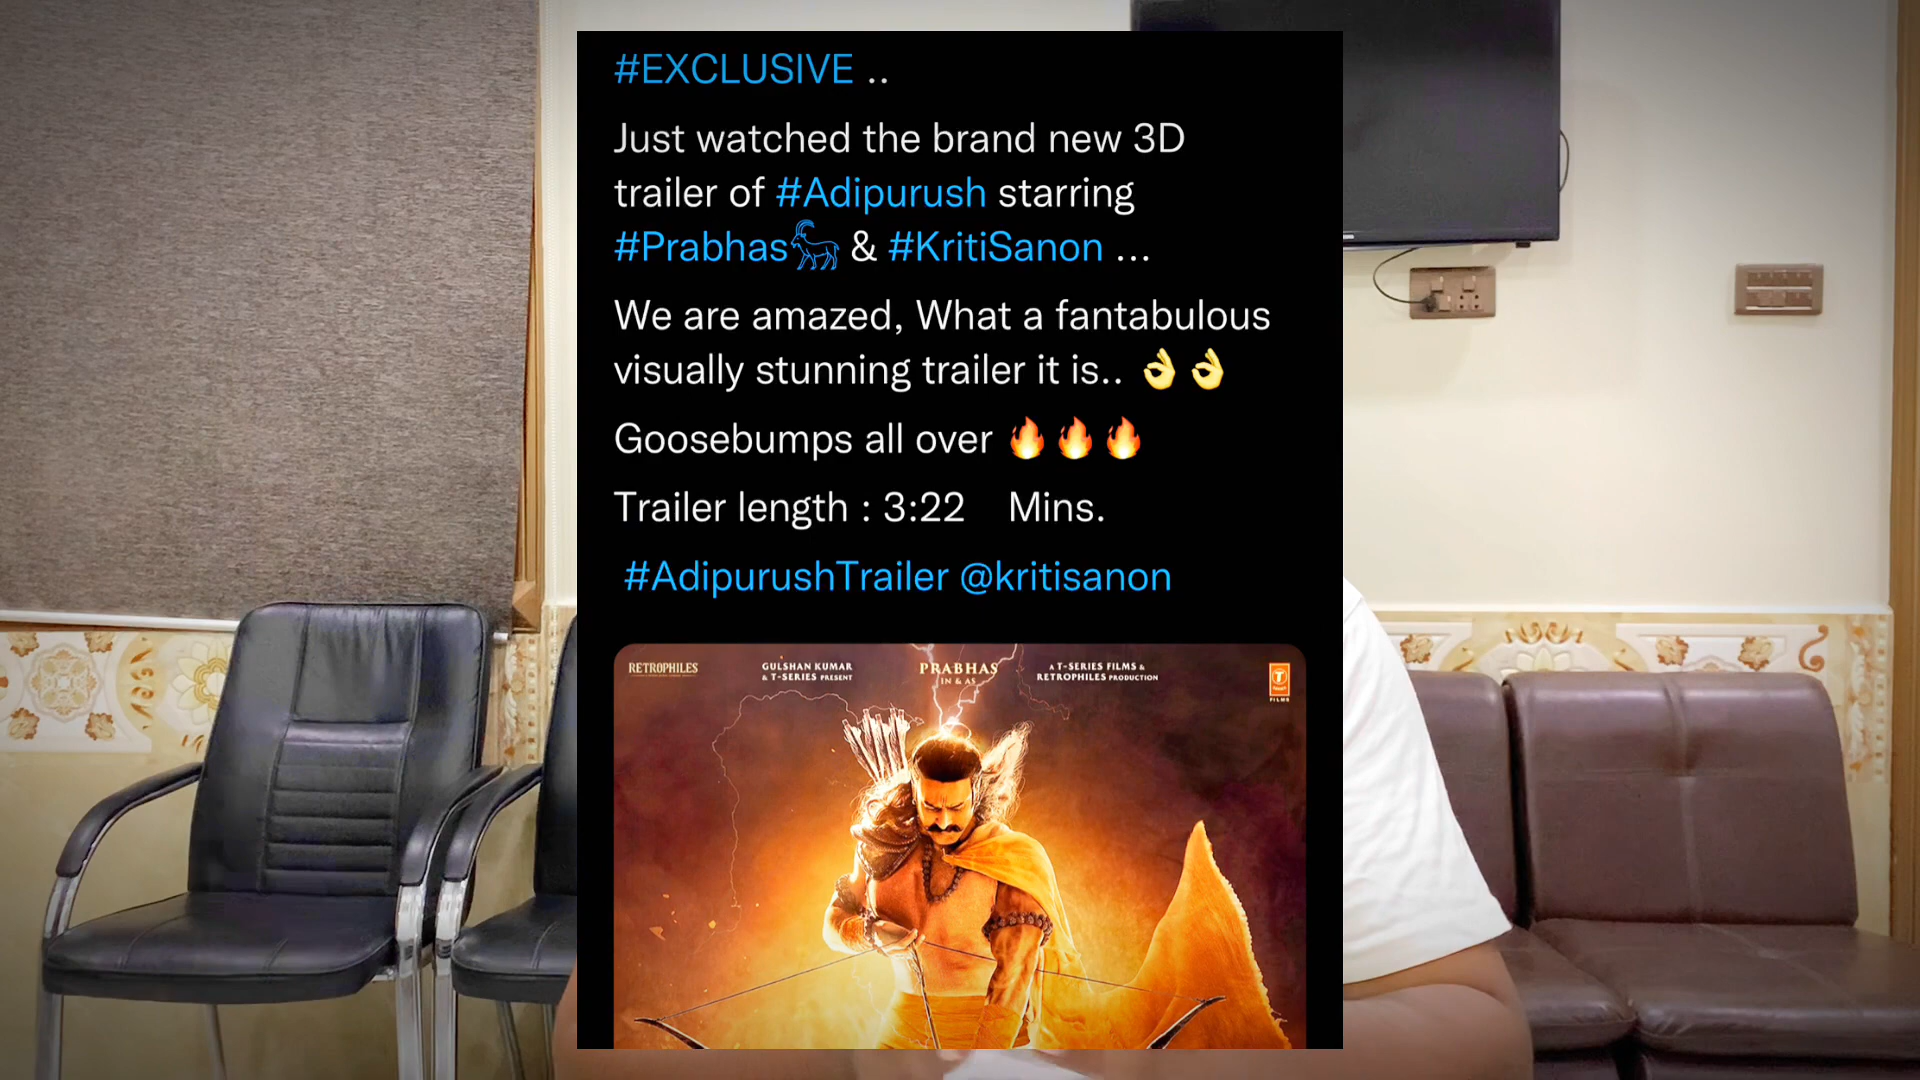 #EXCLUSIVE ..
Just watched the brand new 3D
trailer of #Adipurush starring
#Prabhas & #KritiSanon ...
We are amazed, What a fantabulous
visually stunning trailer it is.. 👌👌
Goosebumps all over 🔥🔥🔥
Trailer length : 3:22 Mins.
#AdipurushTrailer @kritisanon
RETROPHILES
GULSHAN KUMAR
& T-SERIES PRESENT
PRABHAS
IN & AS
A T-SERIES FILMS &
RETROPHILES PRODUCTION
T
FILMS